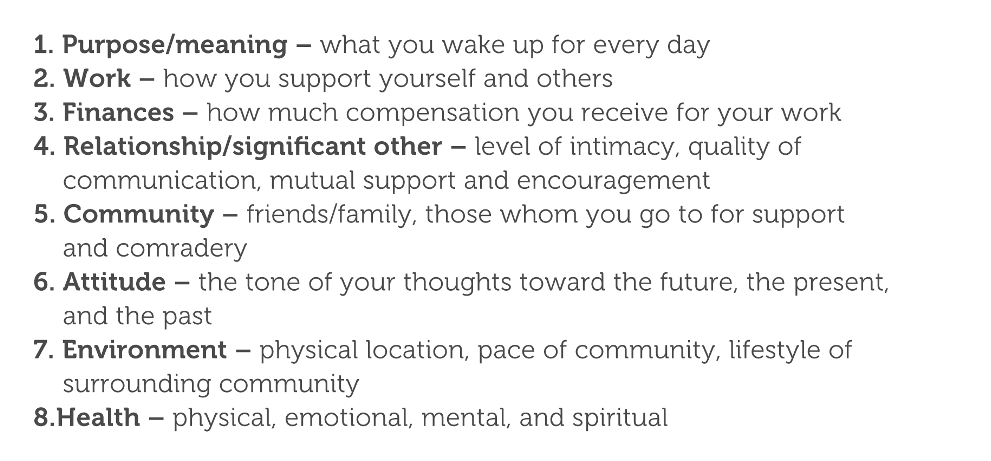 1. Purpose/meaning – what you wake up for every day
2. Work – how you support yourself and others
3. Finances – how much compensation you receive for your work
4. Relationship/significant other – level of intimacy, quality of
communication, mutual support and encouragement
5. Community – friends/family, those whom you go to for support
and comradery
6. Attitude – the tone of your thoughts toward the future, the present,
and the past
7. Environment – physical location, pace of community, lifestyle of
surrounding community
8.Health – physical, emotional, mental, and spiritual